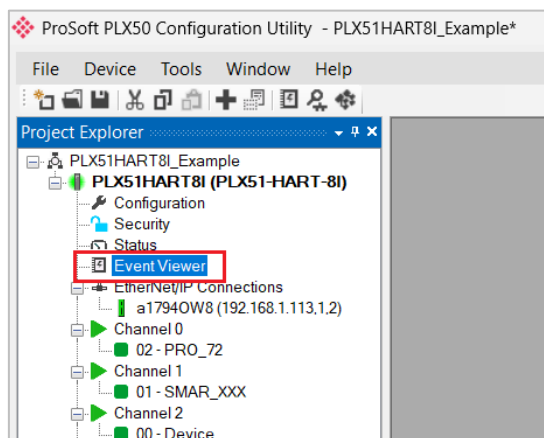 ProSoft PLX50 Configuration Utility - PLX51HART8I_Example*
File Device Tools Window Help
Project Explorer
PLX51HART8I_Example
PLX51HART8I (PLX51-HART-8I)
Configuration
Security
Status
Event Viewer
EtherNet/IP Connections
a1794OW8 (192.168.1.113,1,2)
Channel 0
02 - PRO_72
Channel 1
01 - SMAR_XXX
Channel 2
00 - Device